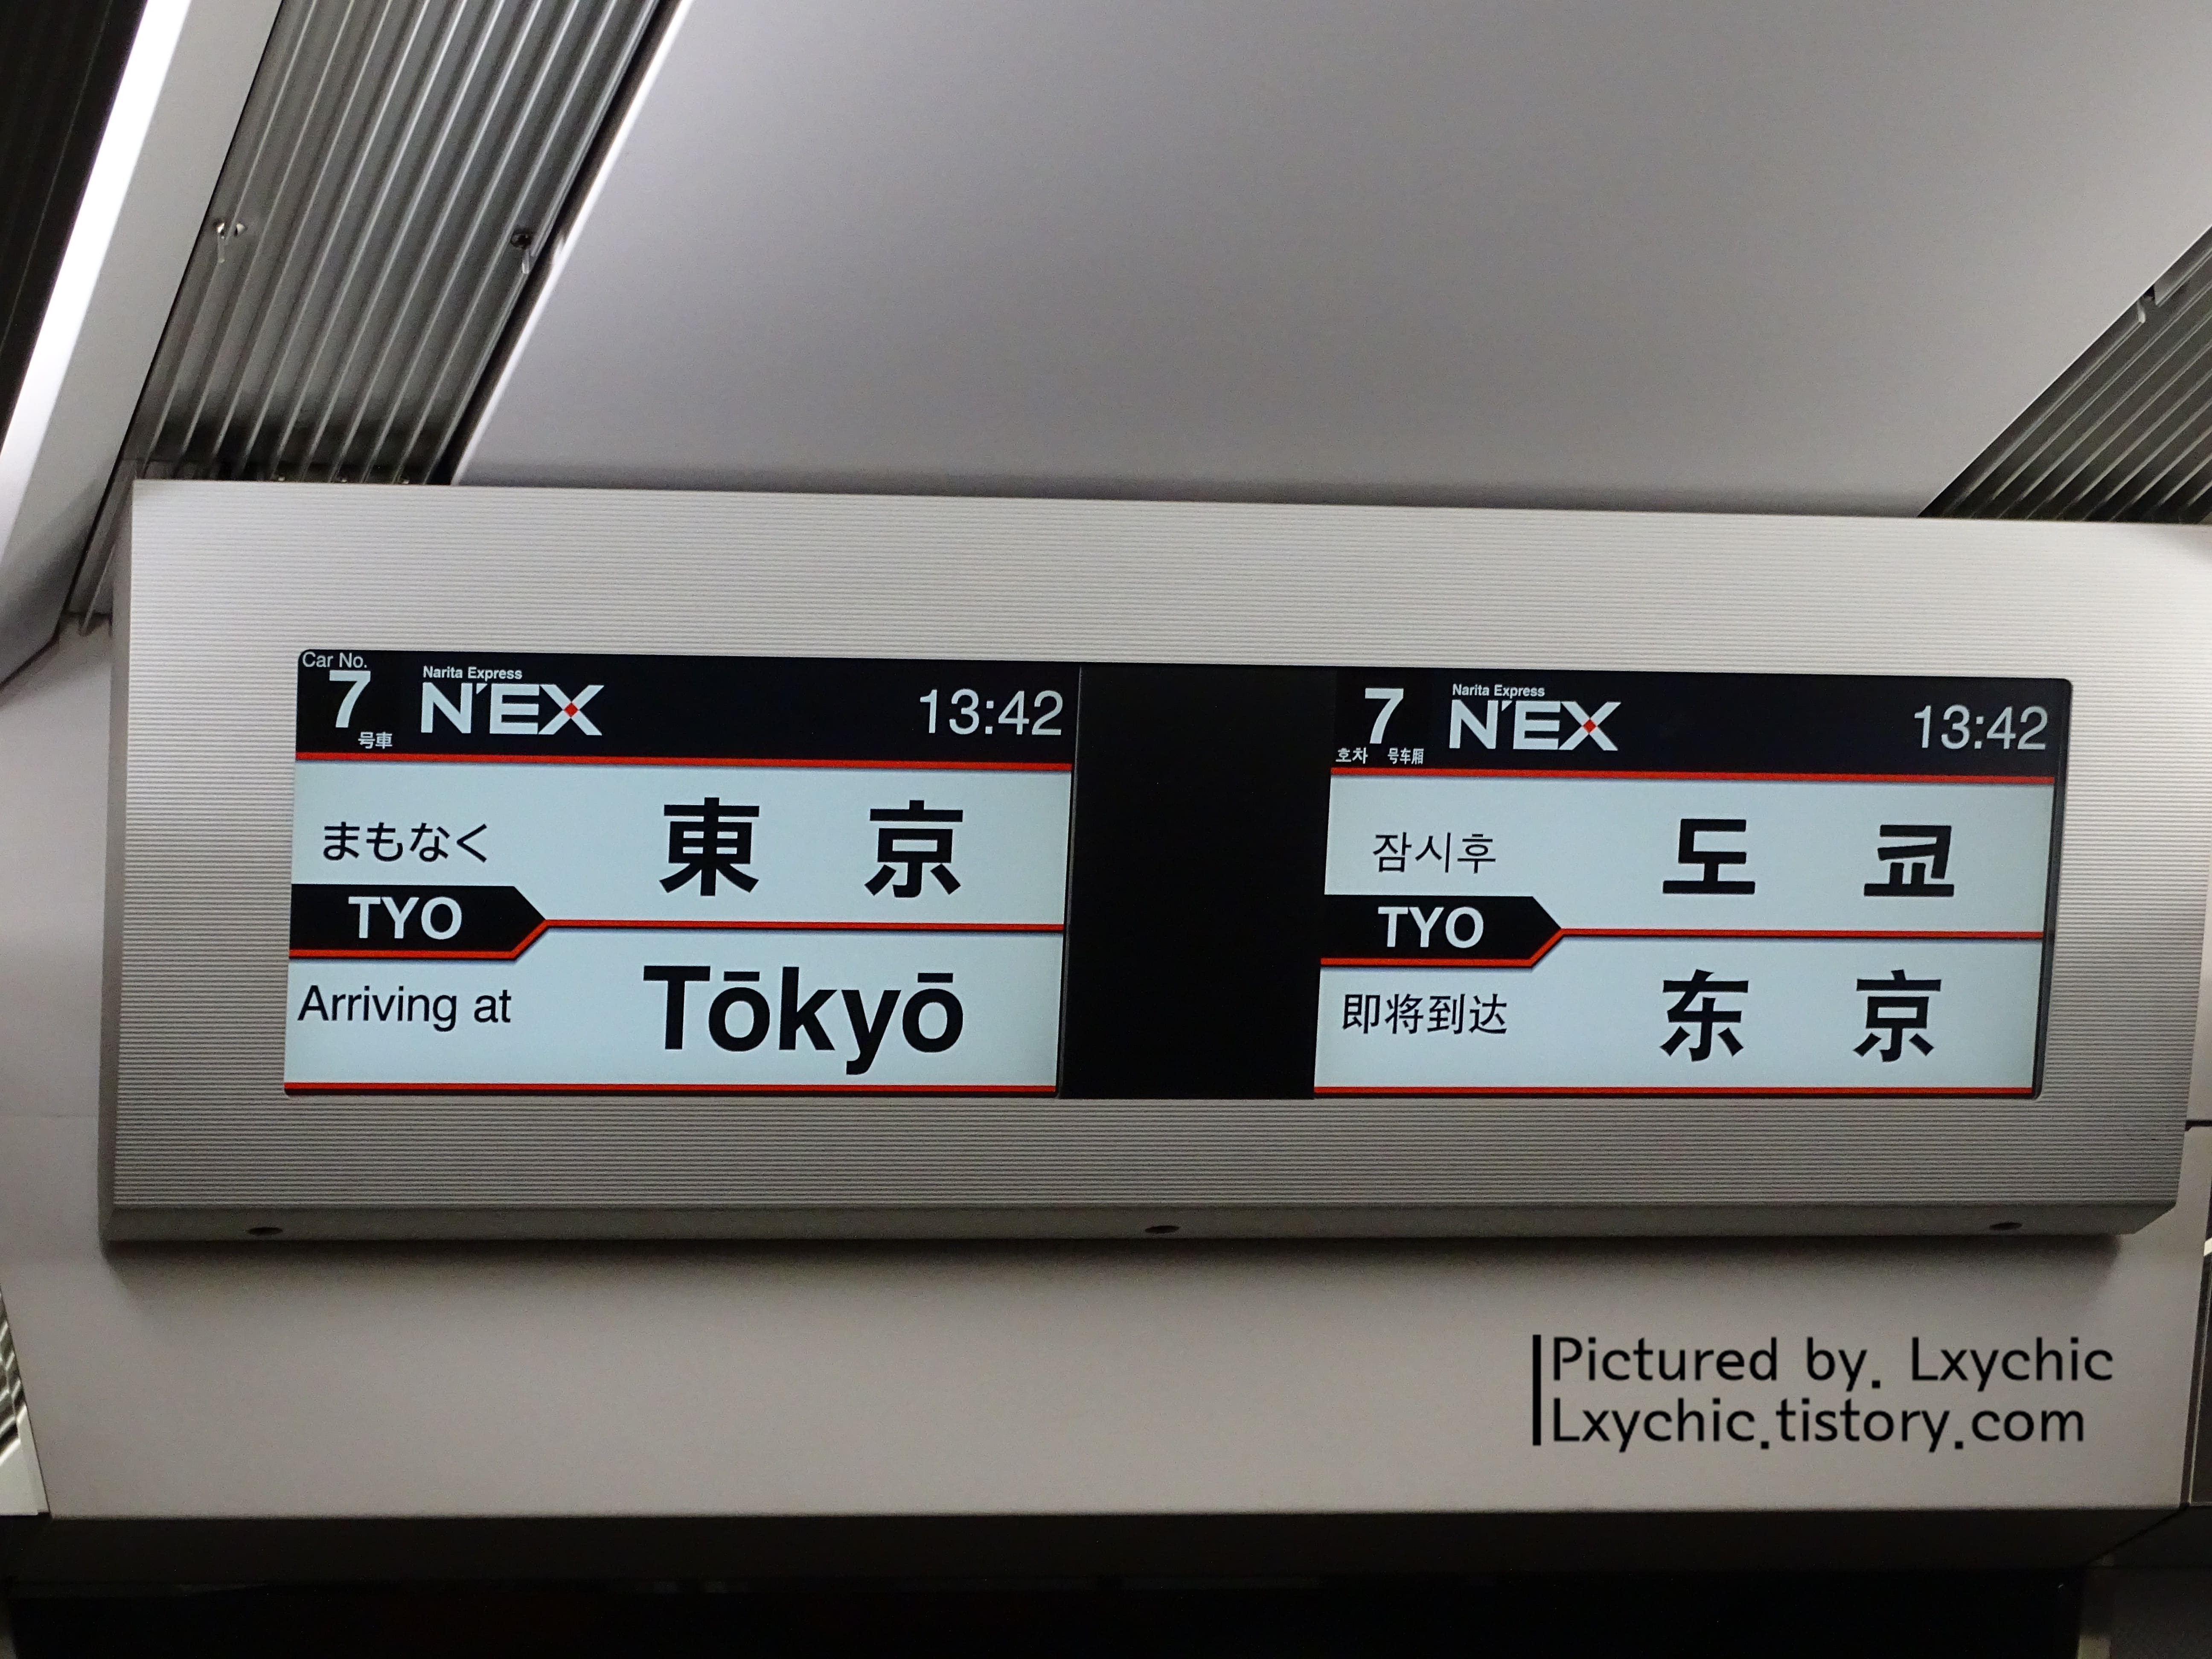 Car No.
7
号車
Narita Express
N'EX
13:42
まもなく
東京
TYO
Arriving at
Tōkyō
7
호차 号车厢
Narita Express
N'EX
13:42
잠시후
도쿄
TYO
即将到达
东京
Pictured by. Lxychic
Lxychic.tistory.com